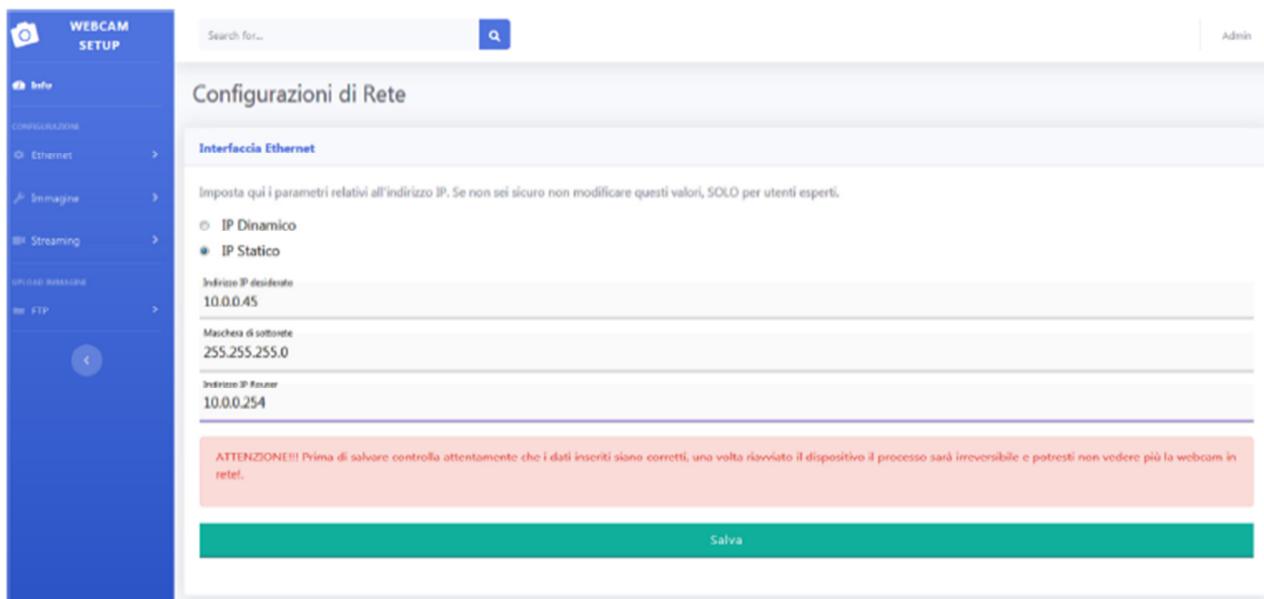 WEBCAM
SETUP
Search for...
Admin
Info
CONFIGURAZIONI
Ethernet
Immagine
Streaming
UPLOAD IMMAGINE
FTP
Configurazioni di Rete
Interfaccia Ethernet
Imposta qui i parametri relativi all'indirizzo IP. Se non sei sicuro non modificare questi valori, SOLO per utenti esperti.
IP Dinamico
IP Statico
Indirizzo IP desiderato
10.0.0.45
Maschera di sottorete
255.255.255.0
Indirizzo IP Router
10.0.0.254
ATTENZIONE!!! Prima di salvare controlla attentamente che i dati inseriti siano corretti, una volta riavviato il dispositivo il processo sarà irreversibile e potresti non vedere più la webcam in
rete!.
Salva